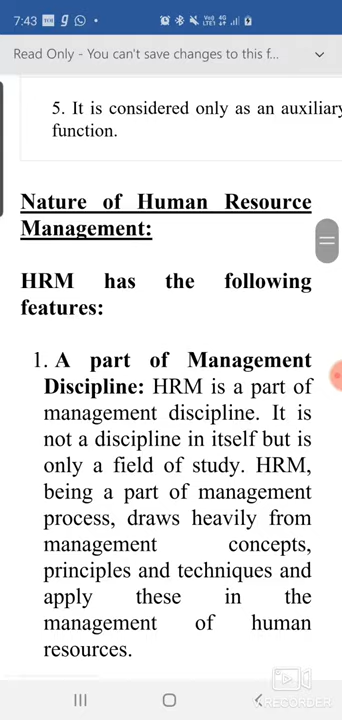 7:43
Read Only - You can't save changes to this f...
5. It is considered only as an auxiliary
function.
Nature of Human Resource
Management:
HRM has the following
features:
1. A part of Management
Discipline: HRM is a part of
management discipline. It is
not a discipline in itself but is
only a field of study. HRM,
being a part of management
process, draws heavily from
management concepts,
principles and techniques and
apply these in the
management of human
resources.
RECORDER